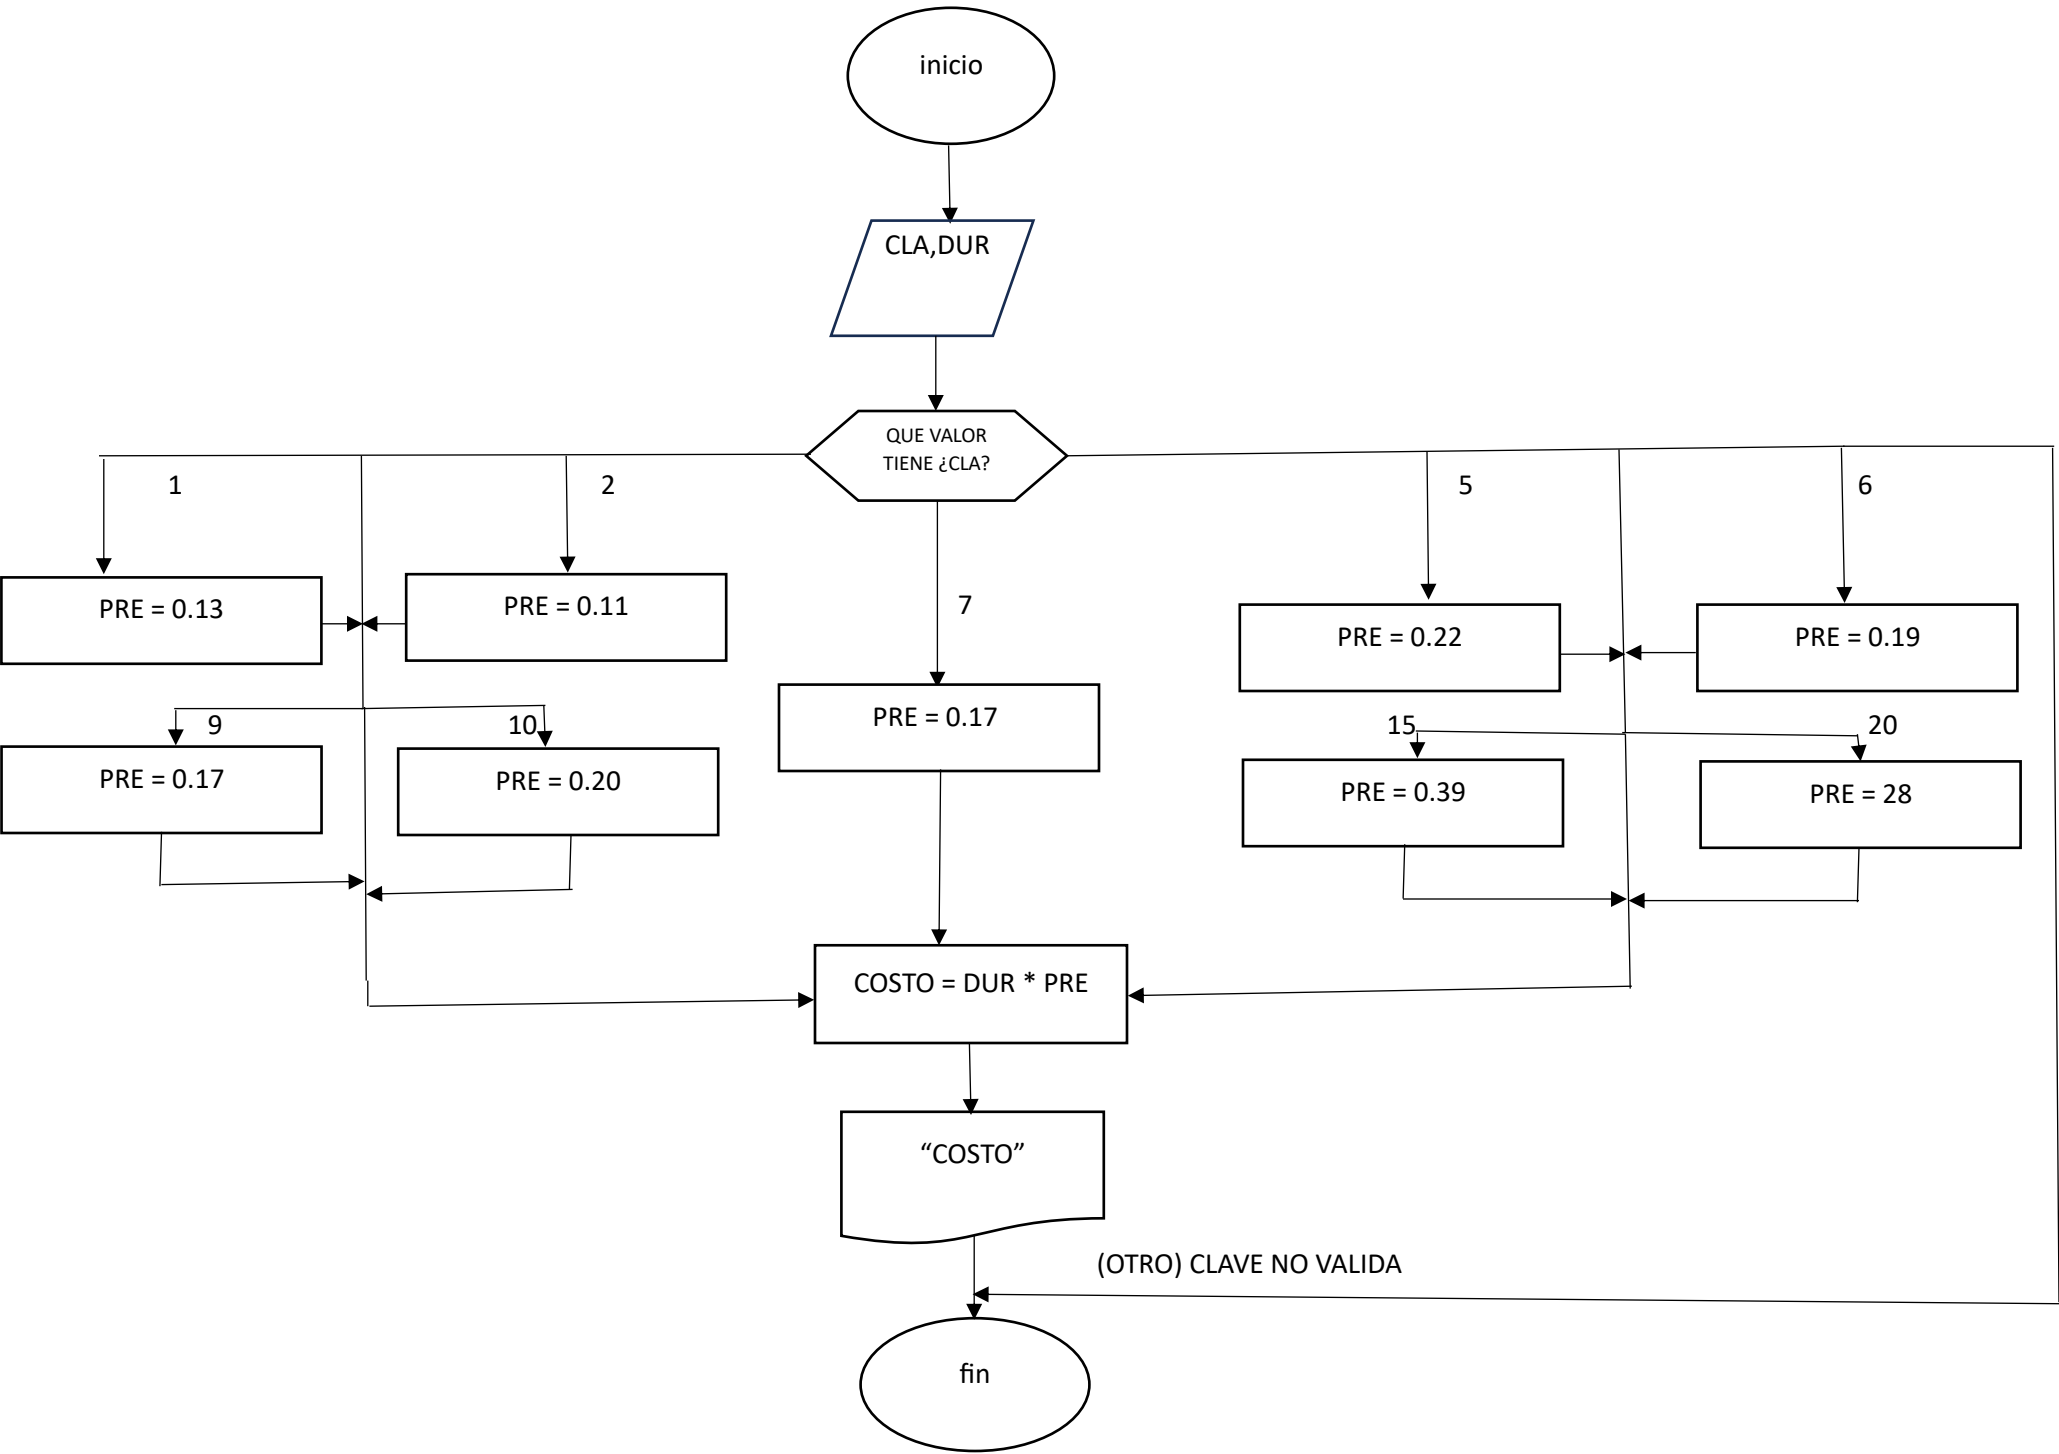 inicio
CLA,DUR
QUE VALOR
TIENE ¿CLA?
1
2
5
6
PRE = 0.13
PRE = 0.11
7
PRE = 0.22
PRE = 0.19
9
10
PRE = 0.17
15
20
PRE = 0.17
PRE = 0.20
PRE = 0.39
PRE = 28
COSTO = DUR * PRE
“COSTO”
(OTRO) CLAVE NO VALIDA
fin